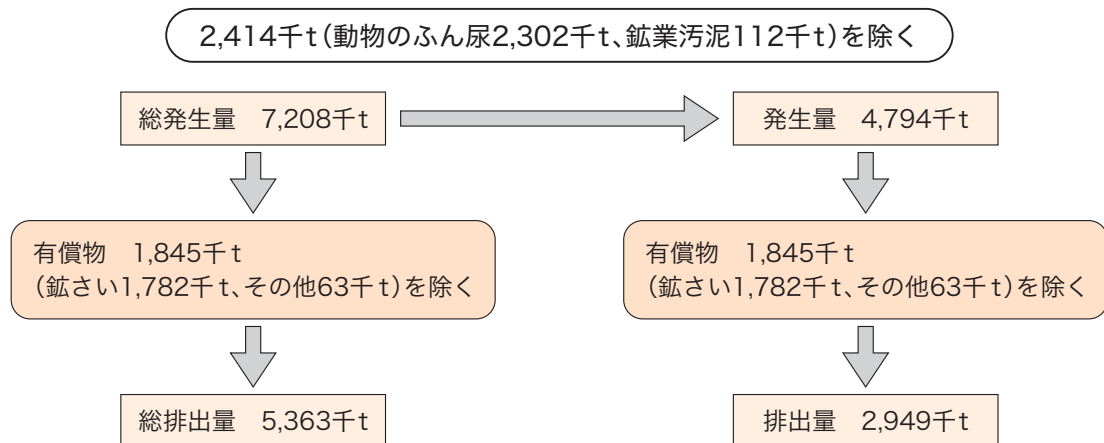 2,414千t(動物のふん尿2,302千t、鉱業汚泥112千t)を除く
総発生量 7,208千t
発生量 4,794千t
有償物 1,845千t
(鉱さい1,782千t、その他63千t)を除く
有償物 1,845千t
(鉱さい1,782千t、その他63千t)を除く
総排出量 5,363千t
排出量 2,949千t